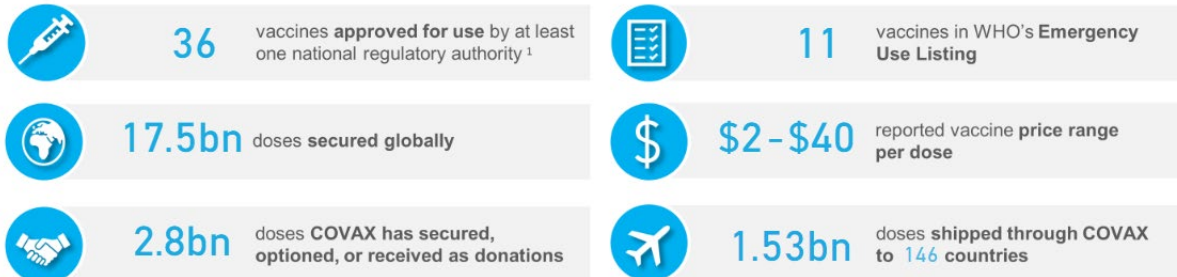 36
vaccines approved for use by at least
one national regulatory authority ¹
11
vaccines in WHO's Emergency
Use Listing
17.5bn
doses secured globally
$
$2-$40
reported vaccine price range
per dose
2.8bn
doses COVAX has secured,
optioned, or received as donations
1.53bn
doses shipped through COVAX
to 146 countries